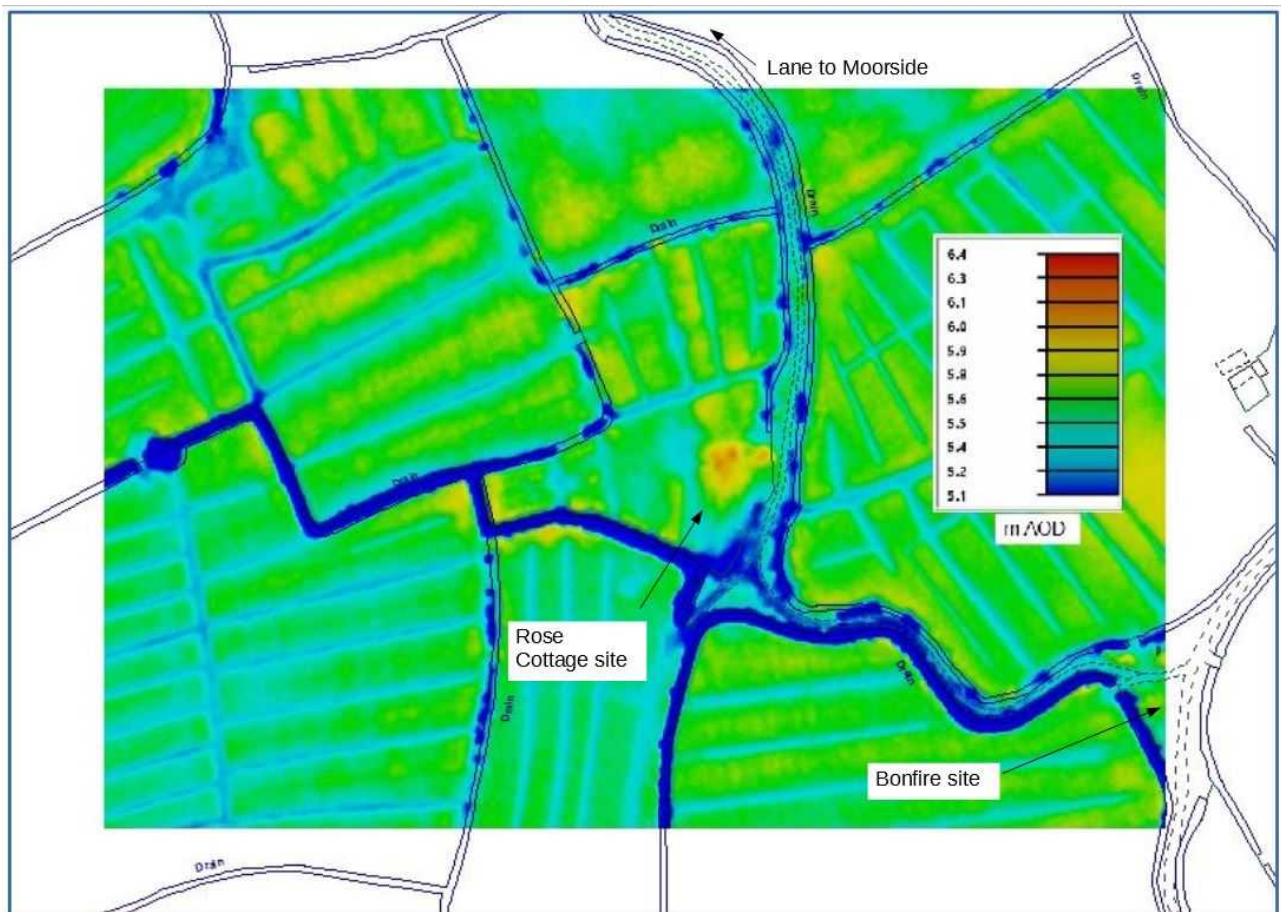 Lane to Moorside
Drain
Drain
Drain
6.4
6.3
6.1
6.0
5.9
5.8
5.6
5.5
5.4
5.2
5.1
m AOD
Drain
Rose
Cottage site
Drain
Drain
Bonfire site
Drain